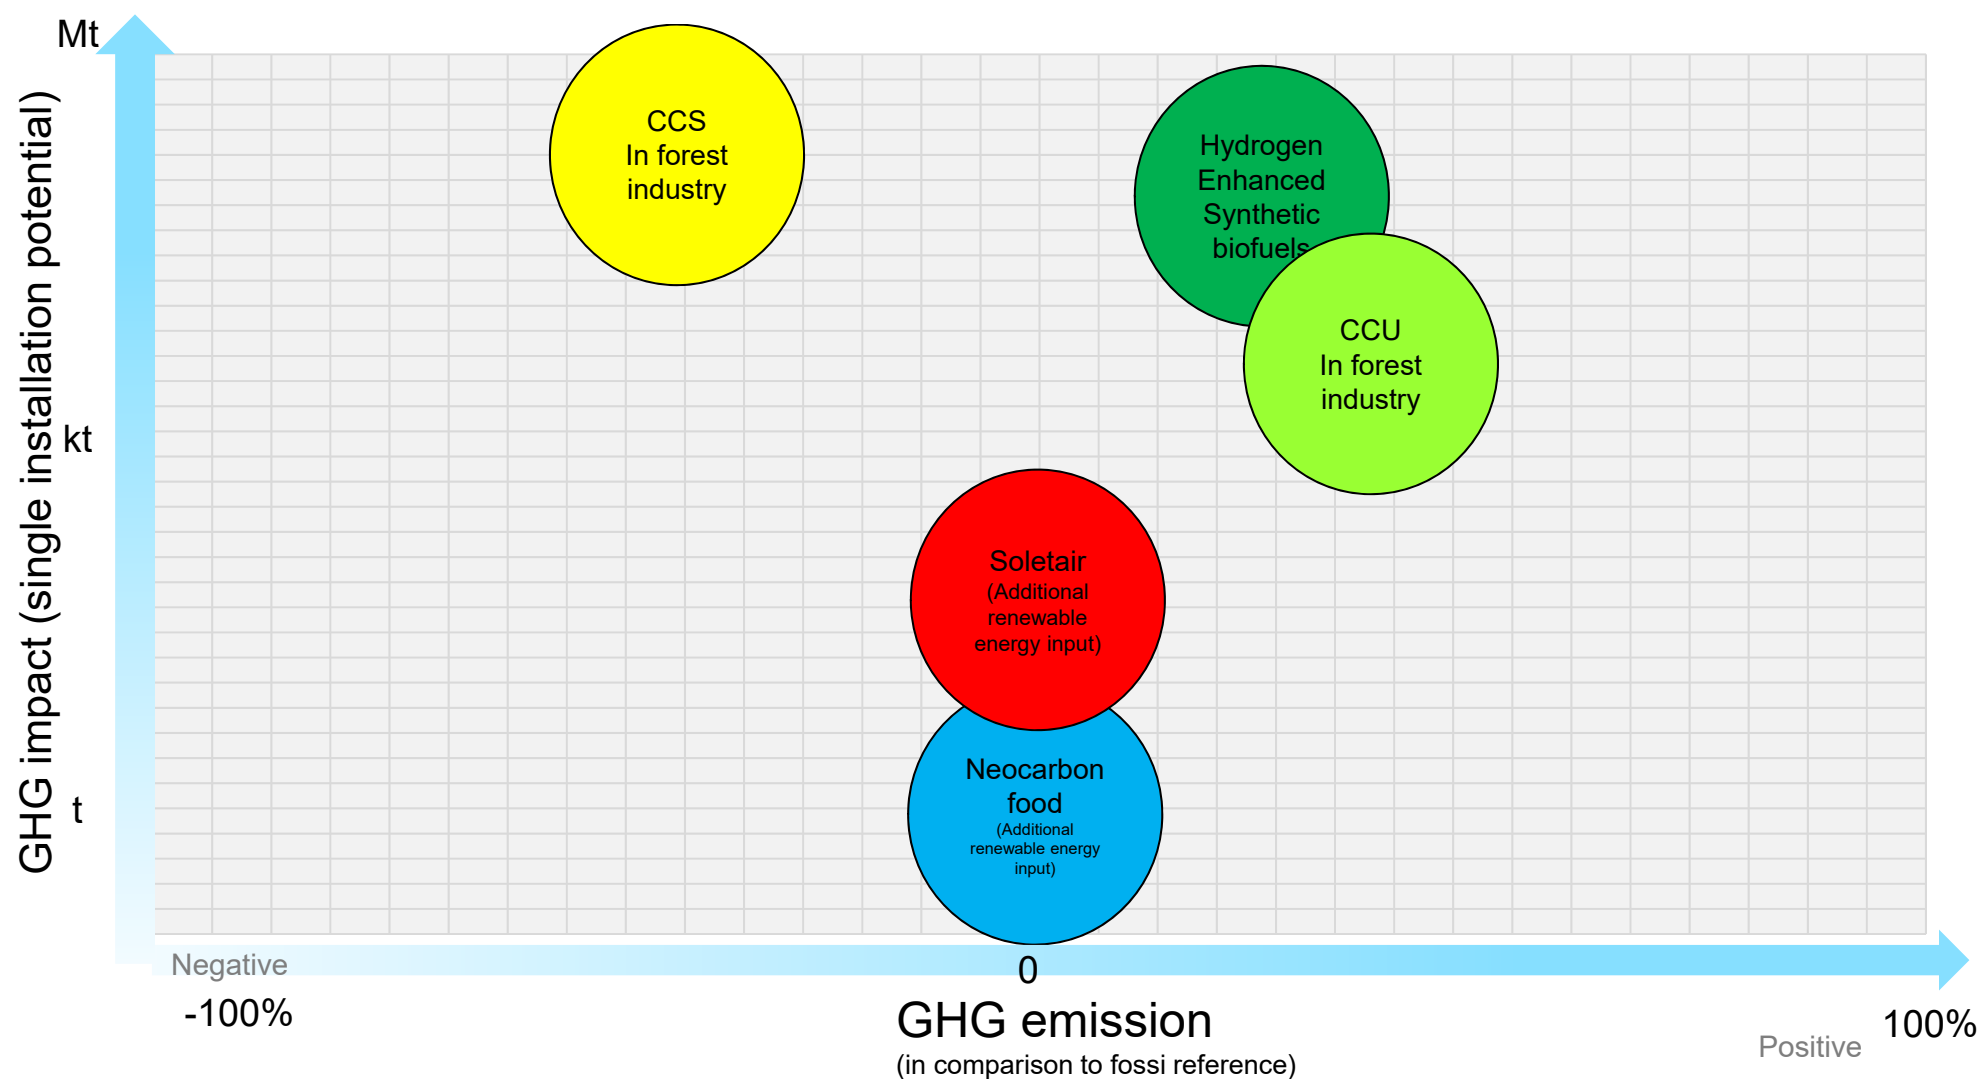 Mt
GHG impact (single installation potential)
kt
t
CCS
In forest
industry
Hydrogen
Enhanced
Synthetic
biofuels
CCU
In forest
industry
Soletair
(Additional
renewable
energy input)
Neocarbon
food
(Additional
renewable energy
input)
Negative
0
-100%
GHG emission
(in comparison to fossi reference)
100%
Positive